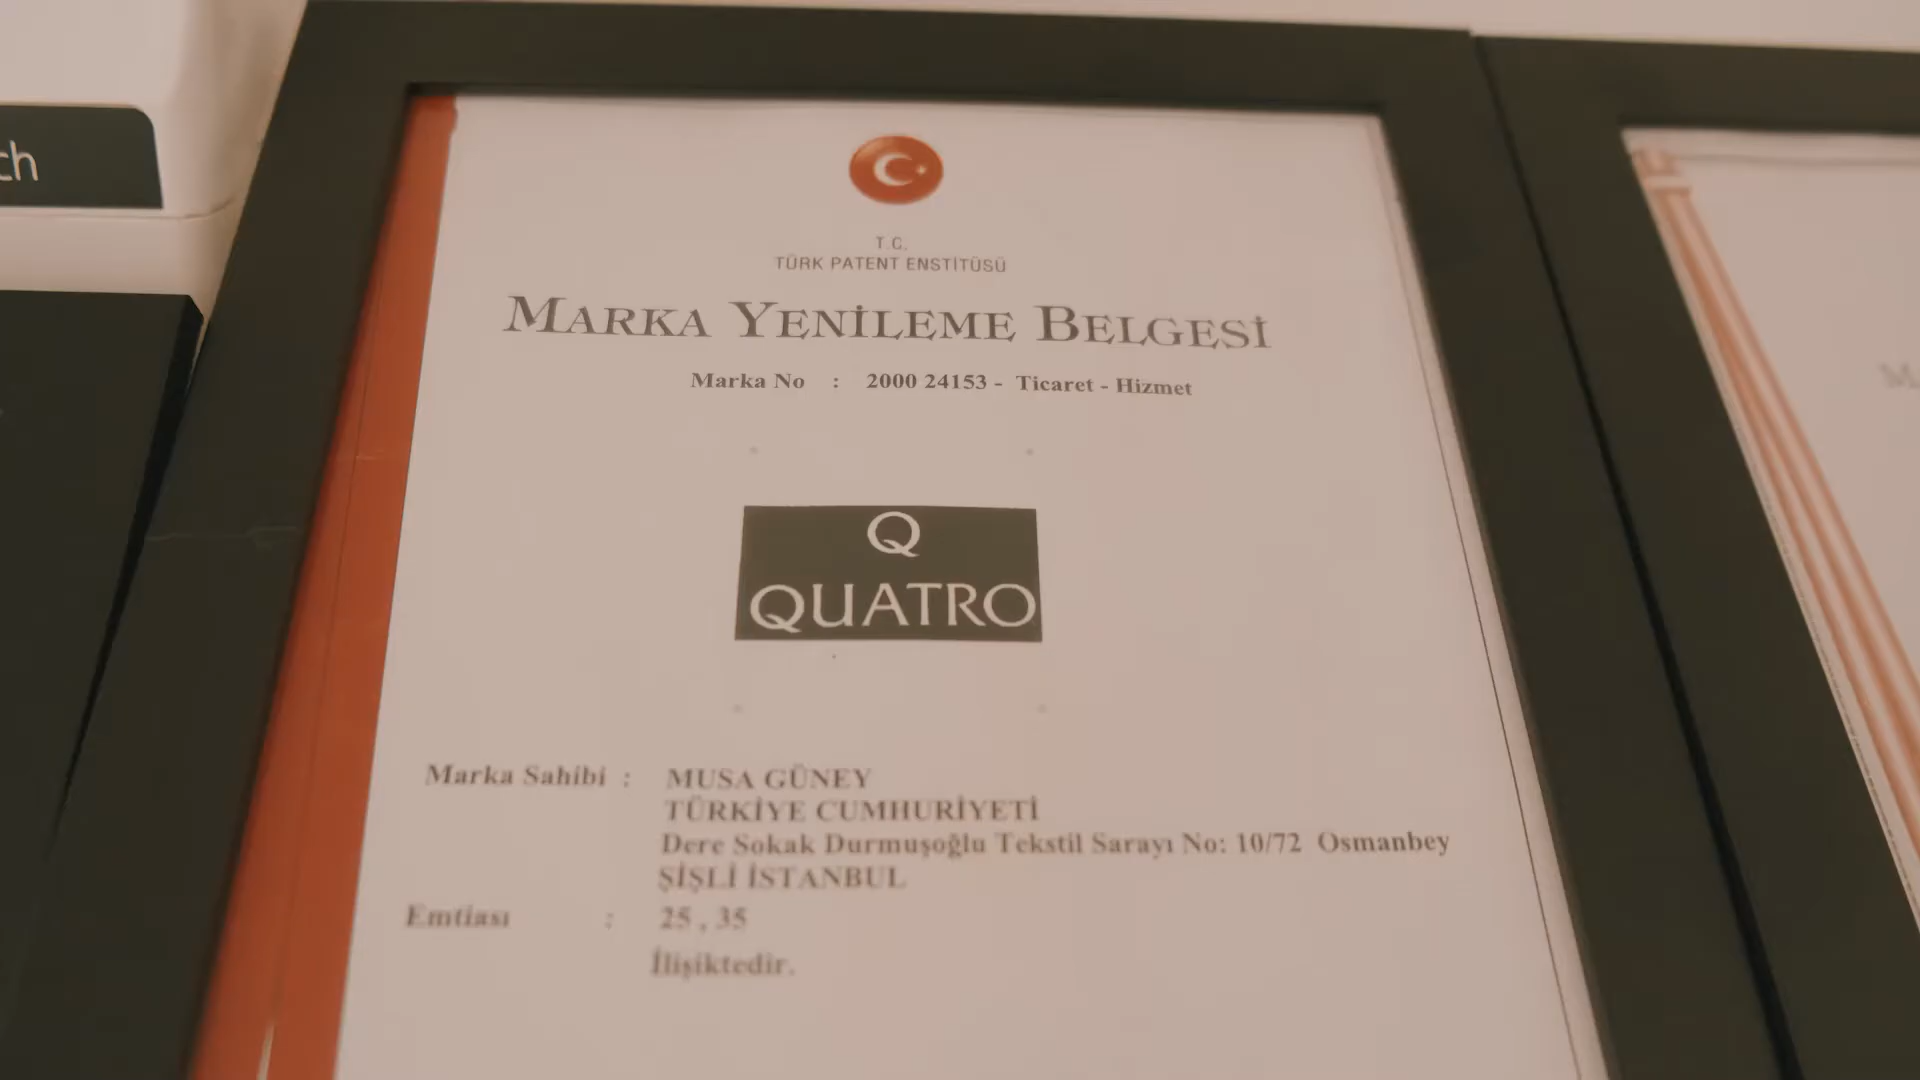 ch
T.C.
TÜRK PATENT ENSTİTÜSÜ
MARKA YENİLEME BELGESİ
Marka No : 2000 24153 - Ticaret - Hizmet
Q
QUATRO
Marka Sahibi : MUSA GÜNEY
TÜRKİYE CUMHURİYETİ
Dere Sokak Durmuşoğlu Tekstil Sarayı No: 10/72 Osmanbey
ŞİŞLİ İSTANBUL
Emtiası : 25 , 35
İlişiktedir.